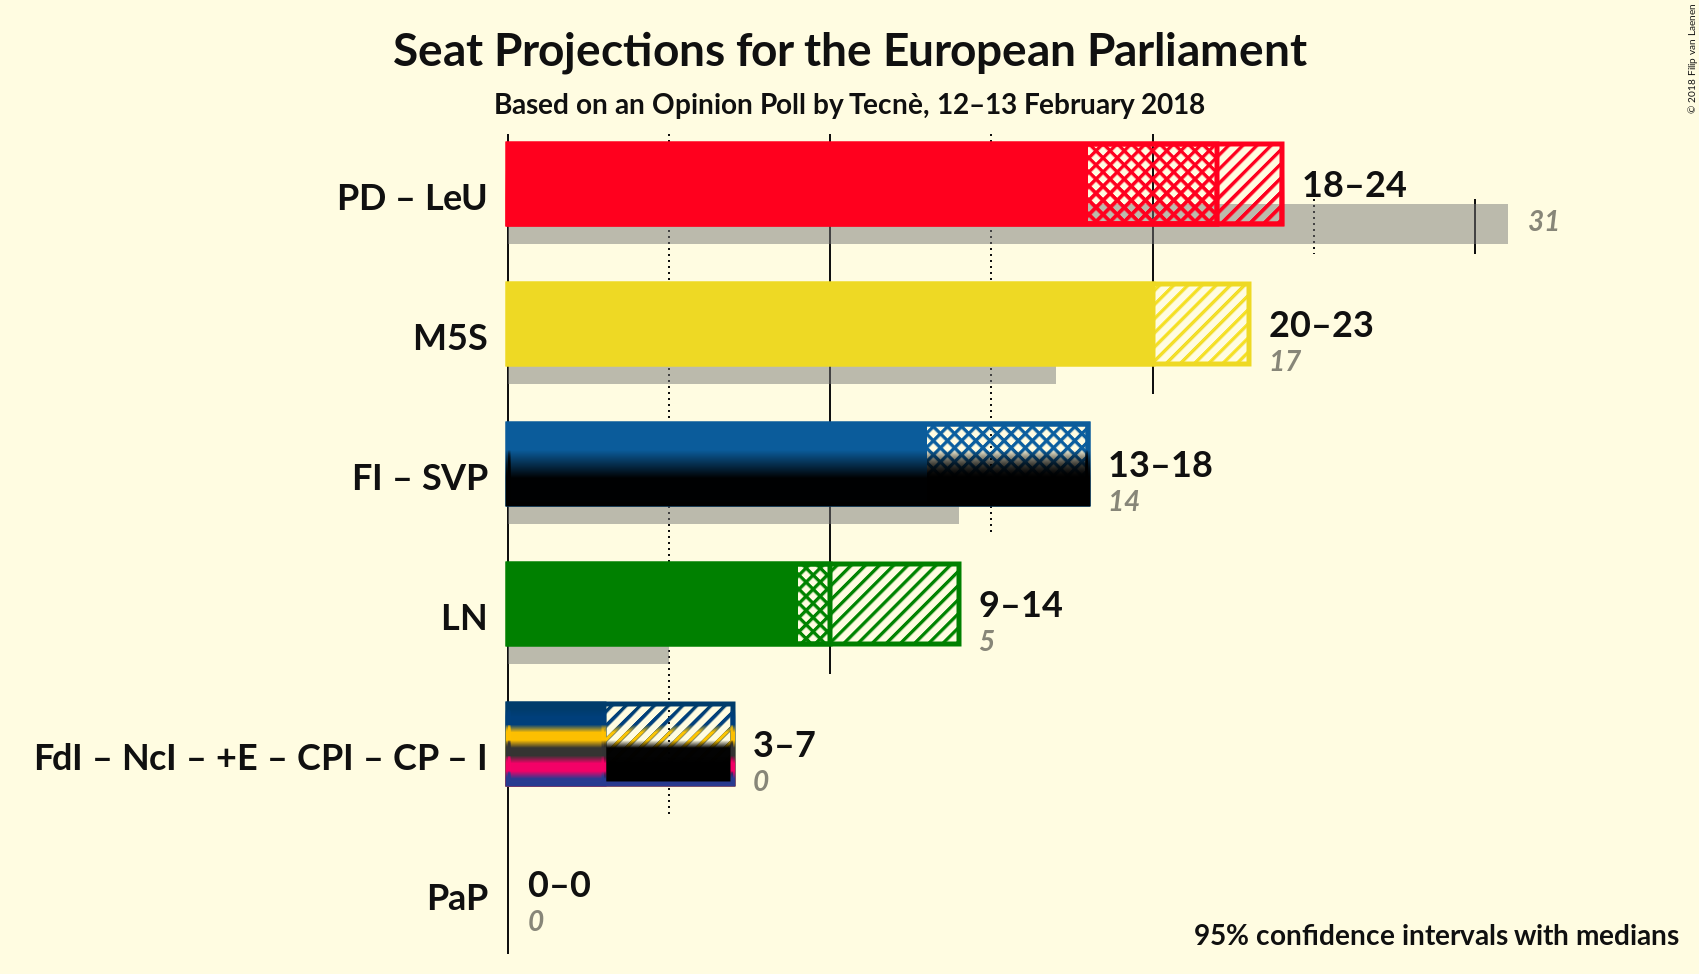 Seat Projections for the European Parliament
Based on an Opinion Poll by Tecnè, 12–13 February 2018
© 2018 Filip van Laenen
PD – LeU
18–24
31
M5S
20–23
17
FI – SVP
13–18
14
LN
9–14
5
FdI – NcI – +E – CPI – CP – I
3–7
0
PaP
0–0
0
95% confidence intervals with medians